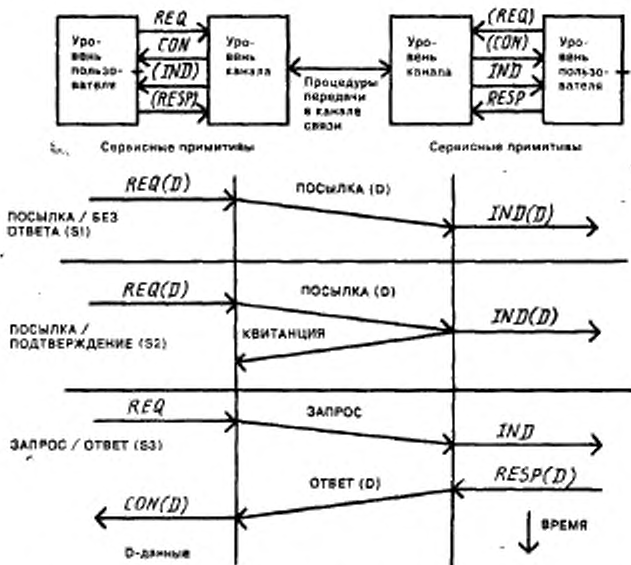 REQ
CON
(IND)
(RESP)
Уро-
вень
пользо-
вателя
Уро-
вень
канала
Процедуры
передачи
в канале
связи
Уро-
вень
канала
(REQ)
(CON)
IND
RESP
Уро-
вень
пользо-
вателя
Сервисные примитивы
Сервисные примитивы
REQ(D)
ПОСЫЛКА (D)
IND(D)
ПОСЫЛКА / БЕЗ
ОТВЕТА (S1)
REQ(D)
ПОСЫЛКА (D)
IND(D)
ПОСЫЛКА /
ПОДТВЕРЖДЕНИЕ (S2)
КВИТАНЦИЯ
REQ
ЗАПРОС
IND
ЗАПРОС / ОТВЕТ (S3)
ОТВЕТ (D)
RESP(D)
CON(D)
ВРЕМЯ
D-данные